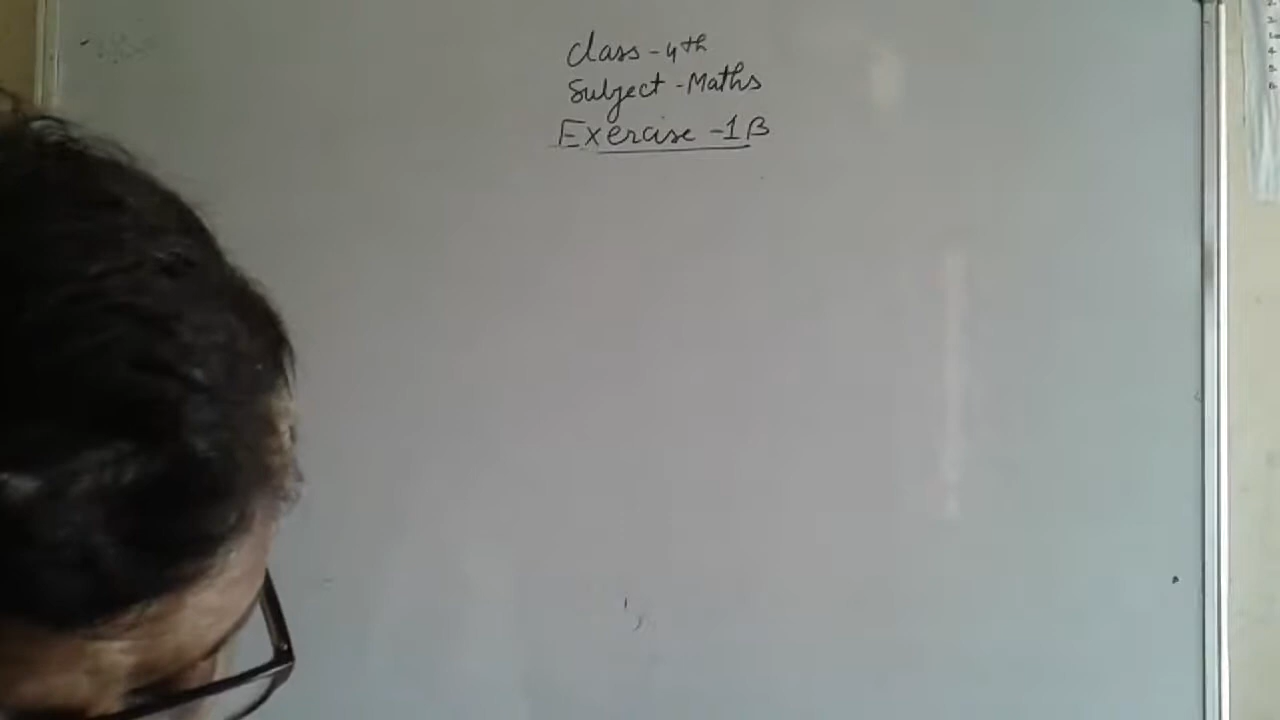 Class - 4th
Subject - Maths
Exercise - 1B